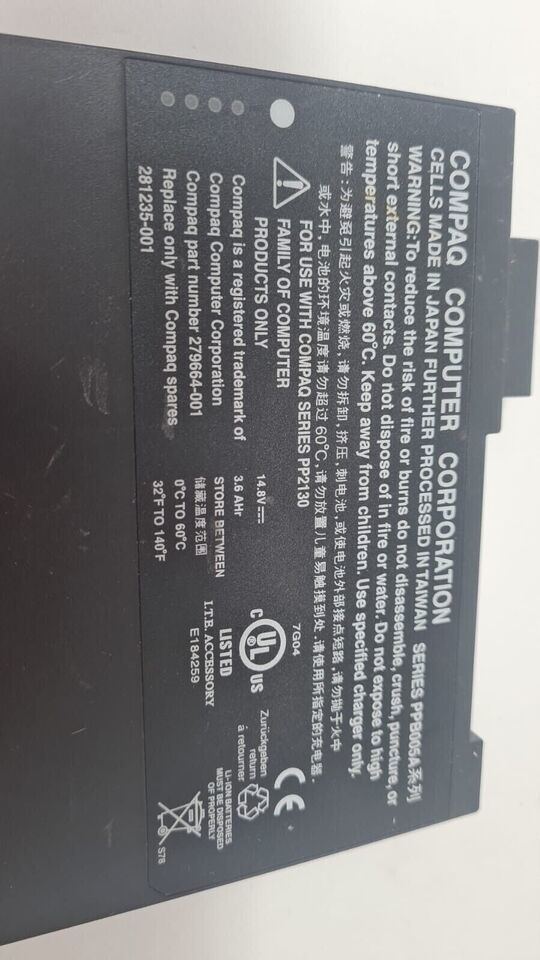 COMPAQ COMPUTER CORPORATION
CELLS MADE IN JAPAN FURTHER PROCESSED IN TAIWAN SERIES PPB005A系列
WARNING:To reduce the risk of fire or burns do not disassemble, crush, puncture, or
short external contacts. Do not dispose of in fire or water. Do not expose to high
temperatures above 60°C. Keep away from children. Use specified charger only.
警告:为避免引起火灾或燃烧,请勿拆卸,挤压,刺电池,或使电池外部接点短路,请勿抛于火中
或水中,电池的环境温度请勿超过60°C,请勿放置儿童易触摸到处.请使用所指定的充电器.
FOR USE WITH COMPAQ SERIES PP2130
FAMILY OF COMPUTER
PRODUCTS ONLY
Compaq is a registered trademark of
Compaq Computer Corporation
Compaq part number 279664-001
Replace only with Compaq spares
281235-001
14.8V
3.6 AHr
STORE BETWEEN
储藏温度范围
0°C TO 60°C
32°F TO 140°F
7G04
C UL US
LISTED
I.T.E. ACCESSORY
E184259
CE
Zurückgeben
return
à retourner
LI-ION BATTERIES
MUST BE DISPOSED
OF PROPERLY
S78